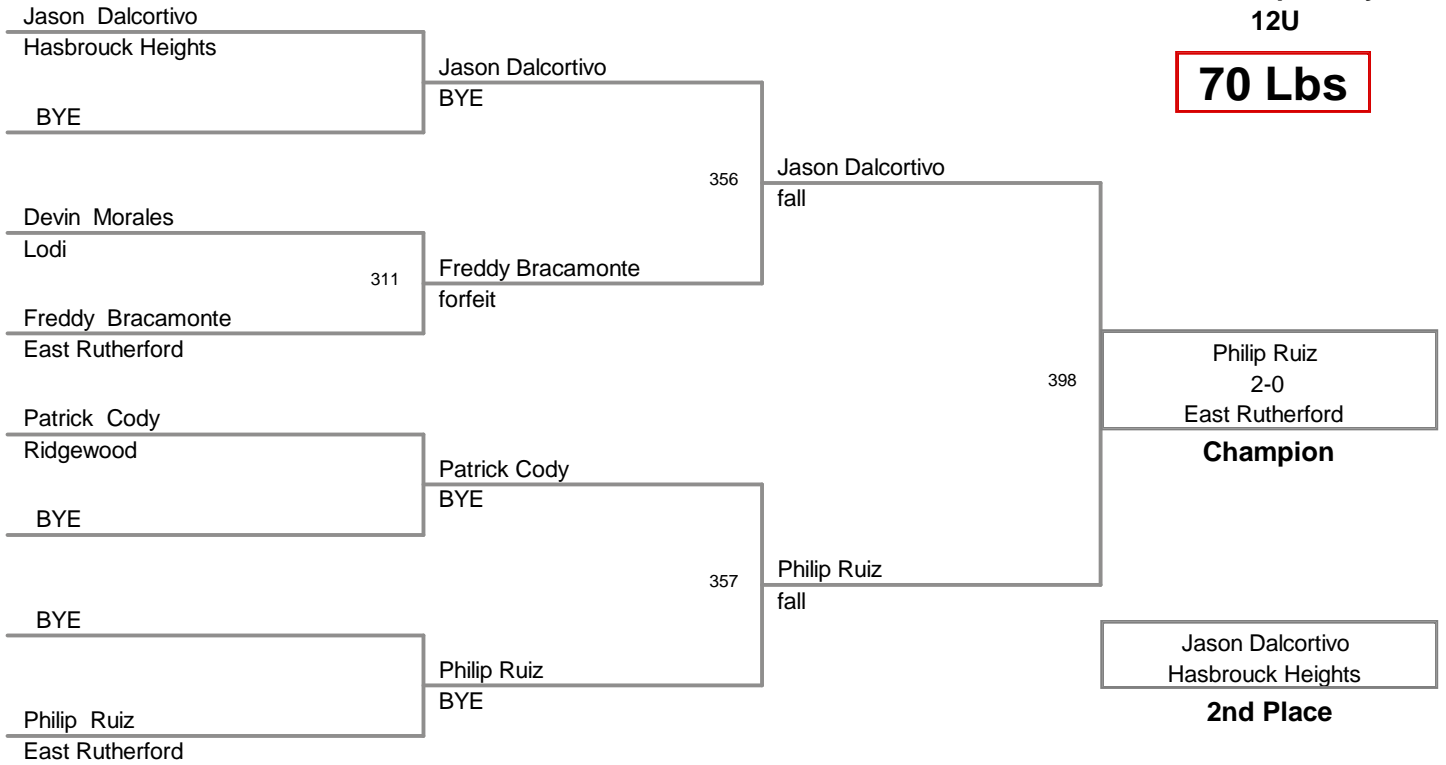 12U
70 Lbs
Jason Dalcortivo
Hasbrouck Heights
BYE
Devin Morales
Lodi
311
Freddy Bracamonte
East Rutherford
Patrick Cody
Ridgewood
BYE
BYE
Philip Ruiz
East Rutherford
Jason Dalcortivo
BYE
356
Freddy Bracamonte
forfeit
Patrick Cody
BYE
357
Philip Ruiz
BYE
Jason Dalcortivo
fall
398
Philip Ruiz
fall
Philip Ruiz
2-0
East Rutherford
Champion
Jason Dalcortivo
Hasbrouck Heights
2nd Place